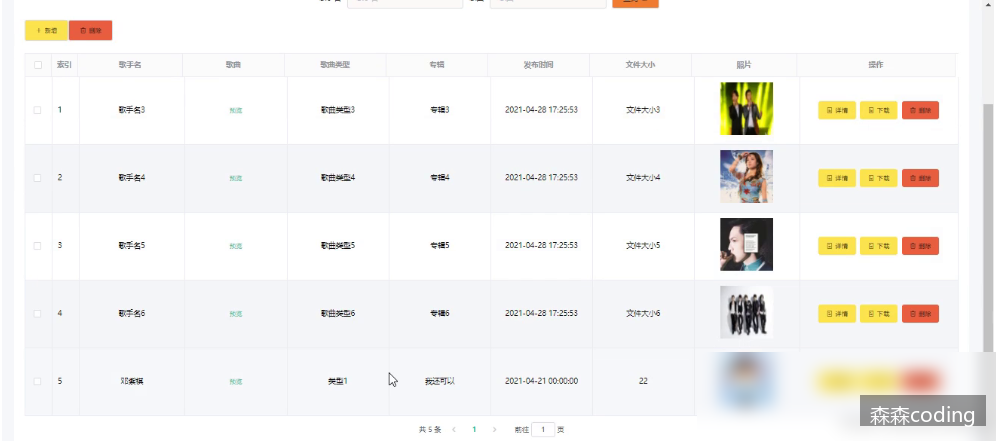 新增 删除
索引 歌手名 歌曲 歌曲类型 专辑 发布时间 文件大小 照片 操作
1 歌手名3 预览 歌曲类型3 专辑3 2021-04-28 17:25:53 文件大小3 详情 下载 删除
2 歌手名4 预览 歌曲类型4 专辑4 2021-04-28 17:25:53 文件大小4 详情 下载 删除
3 歌手名5 预览 歌曲类型5 专辑5 2021-04-28 17:25:53 文件大小5 详情 下载 删除
4 歌手名6 预览 歌曲类型6 专辑6 2021-04-28 17:25:53 文件大小6 详情 下载 删除
5 邓紫棋 预览 类型1 我还可以 2021-04-21 00:00:00 22
共 5 条 1 前往 1 页
森森coding